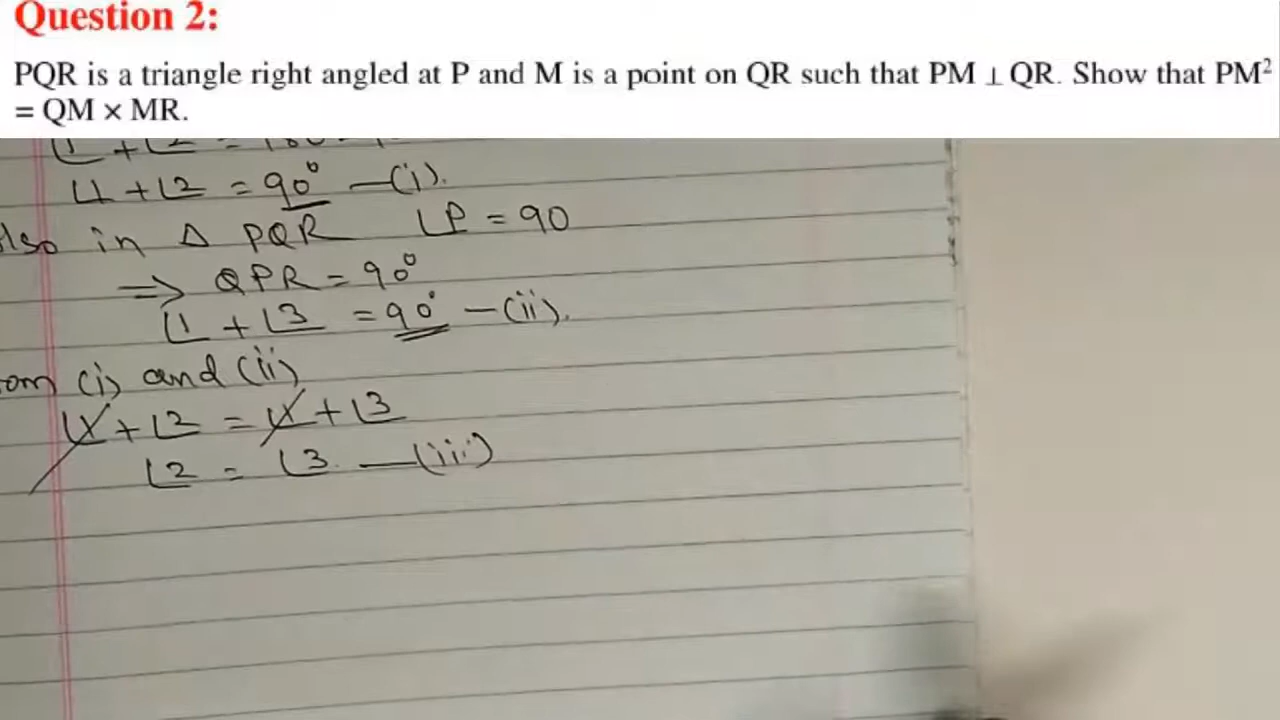 Question 2:
PQR is a triangle right angled at P and M is a point on QR such that PM ⊥ QR. Show that PM²
= QM × MR.
∠1 + ∠2 = 90° —(i).
also in Δ PQR ∠P = 90
⇒ QPR = 90°
∠1 + ∠3 = 90° —(ii).
om (i) and (ii)
∠1 + ∠2 = ∠1 + ∠3
∠2 = ∠3. —(iii)